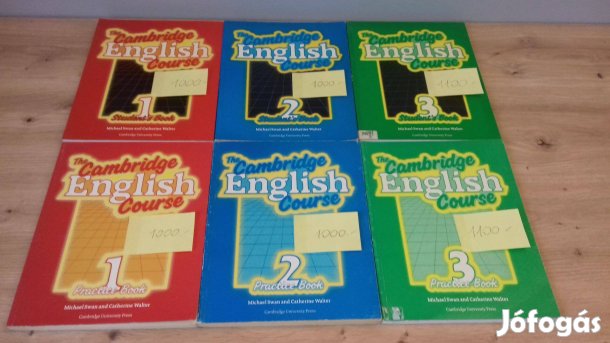 The
Cambridge
English
Course
1000
1
Student's Book
Michael Swan and Catherine Walter
Cambridge University Press
The
Cambridge
English
Course
1000.-
2
Michael Swan and Catherine Walter
Cambridge University Press
The
Cambridge
English
Course
1100.-
3
Student's Book
Michael Swan and Catherine Walter
Cambridge University Press
The
Cambridge
English
Course
1000.-
1
Practice Book
Michael Swan and Catherine Walter
Cambridge University Press
The
Cambridge
English
Course
1000.-
2
Practice Book
Michael Swan and Catherine Walter
Cambridge University Press
The
Cambridge
English
Course
1100.-
3
Practice Book
Michael Swan and Catherine Walter
Cambridge University Press
Jófogás